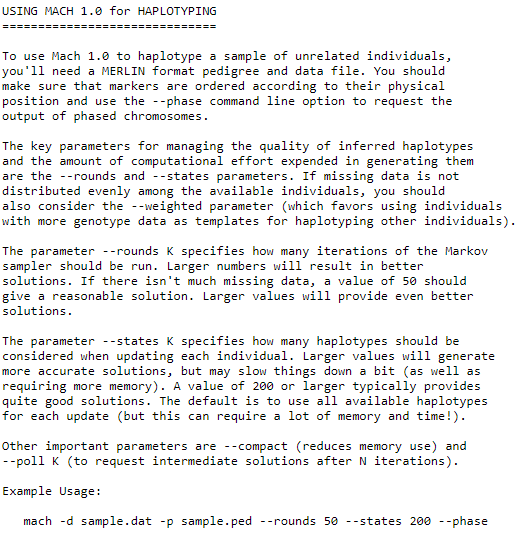 USING MACH 1.0 for HAPLOTYPING
==============================
To use Mach 1.0 to haplotype a sample of unrelated individuals,
you'll need a MERLIN format pedigree and data file. You should
make sure that markers are ordered according to their physical
position and use the --phase command line option to request the
output of phased chromosomes.
The key parameters for managing the quality of inferred haplotypes
and the amount of computational effort expended in generating them
are the --rounds and --states parameters. If missing data is not
distributed evenly among the available individuals, you should
also consider the --weighted parameter (which favors using individuals
with more genotype data as templates for haplotyping other individuals).
The parameter --rounds K specifies how many iterations of the Markov
sampler should be run. Larger numbers will result in better
solutions. If there isn't much missing data, a value of 50 should
give a reasonable solution. Larger values will provide even better
solutions.
The parameter --states K specifies how many haplotypes should be
considered when updating each individual. Larger values will generate
more accurate solutions, but may slow things down a bit (as well as
requiring more memory). A value of 200 or larger typically provides
quite good solutions. The default is to use all available haplotypes
for each update (but this can require a lot of memory and time!).
Other important parameters are --compact (reduces memory use) and
--poll K (to request intermediate solutions after N iterations).
Example Usage:
mach -d sample.dat -p sample.ped --rounds 50 --states 200 --phase